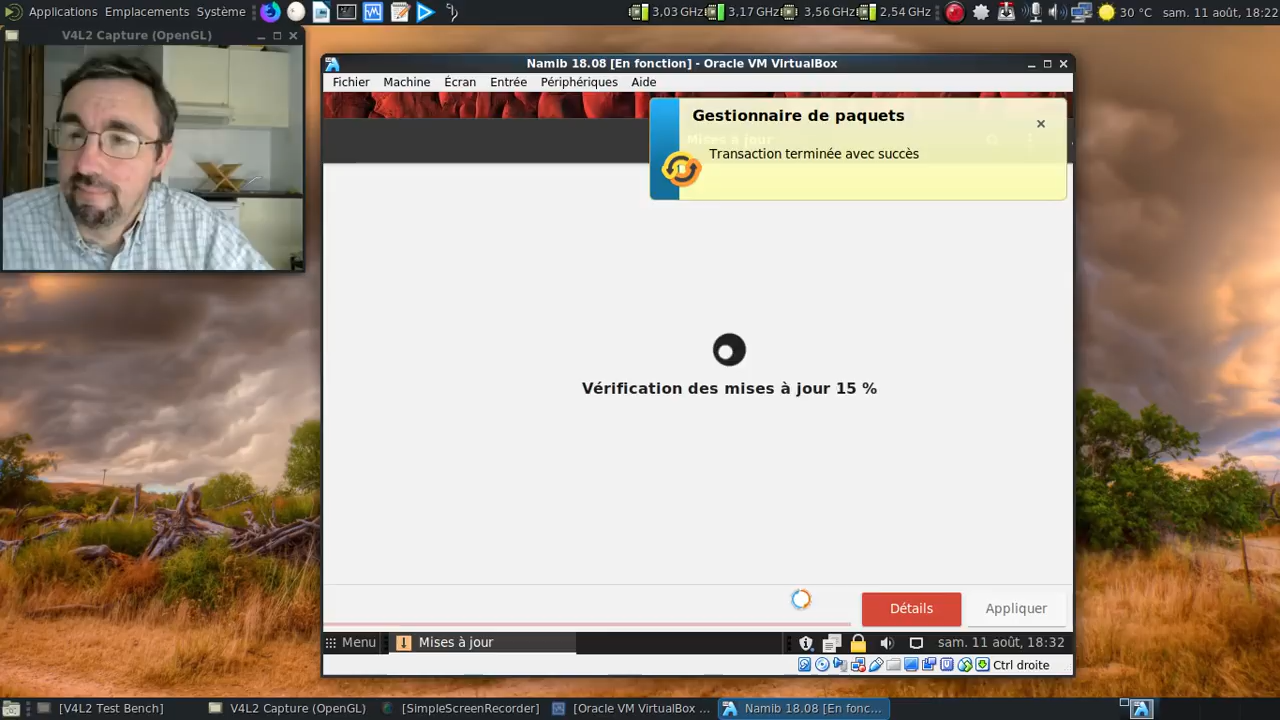 Applications Emplacements Système
3,03 GHz 3,17 GHz 3,56 GHz 2,54 GHz 30 °C sam. 11 août, 18:22
V4L2 Capture (OpenGL)
Namib 18.08 [En fonction] - Oracle VM VirtualBox
Fichier Machine Écran Entrée Périphériques Aide
Gestionnaire de paquets
Mises à jour
Transaction terminée avec succès
Vérification des mises à jour 15 %
Détails Appliquer
Menu Mises à jour sam. 11 août, 18:32
Ctrl droite
[V4L2 Test Bench] V4L2 Capture (OpenGL) [SimpleScreenRecorder] [Oracle VM VirtualBox ... Namib 18.08 [En fonc...